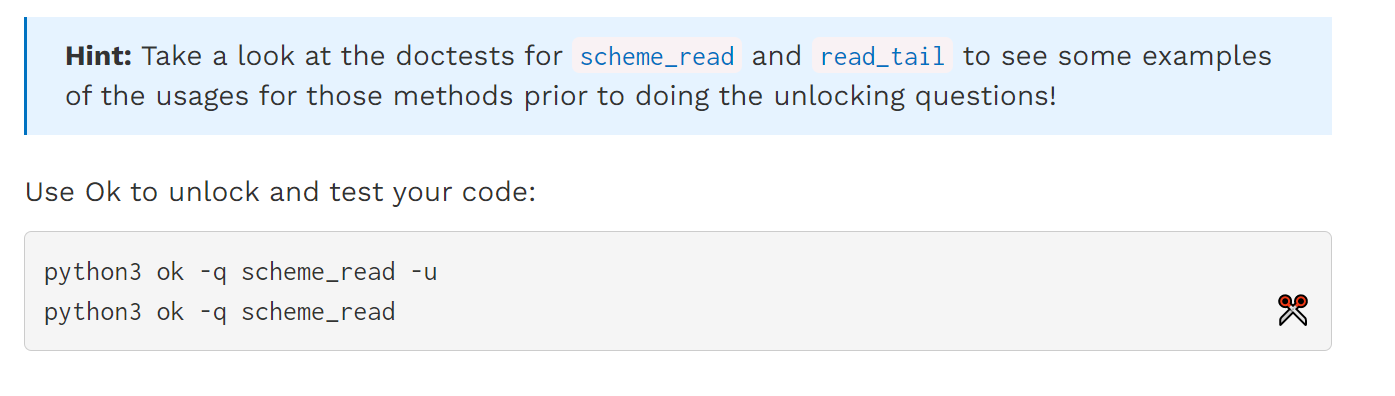 Hint: Take a look at the doctests for scheme_read and read_tail to see some examples
of the usages for those methods prior to doing the unlocking questions!
Use Ok to unlock and test your code:
python3 ok -q scheme_read -u
python3 ok -q scheme_read